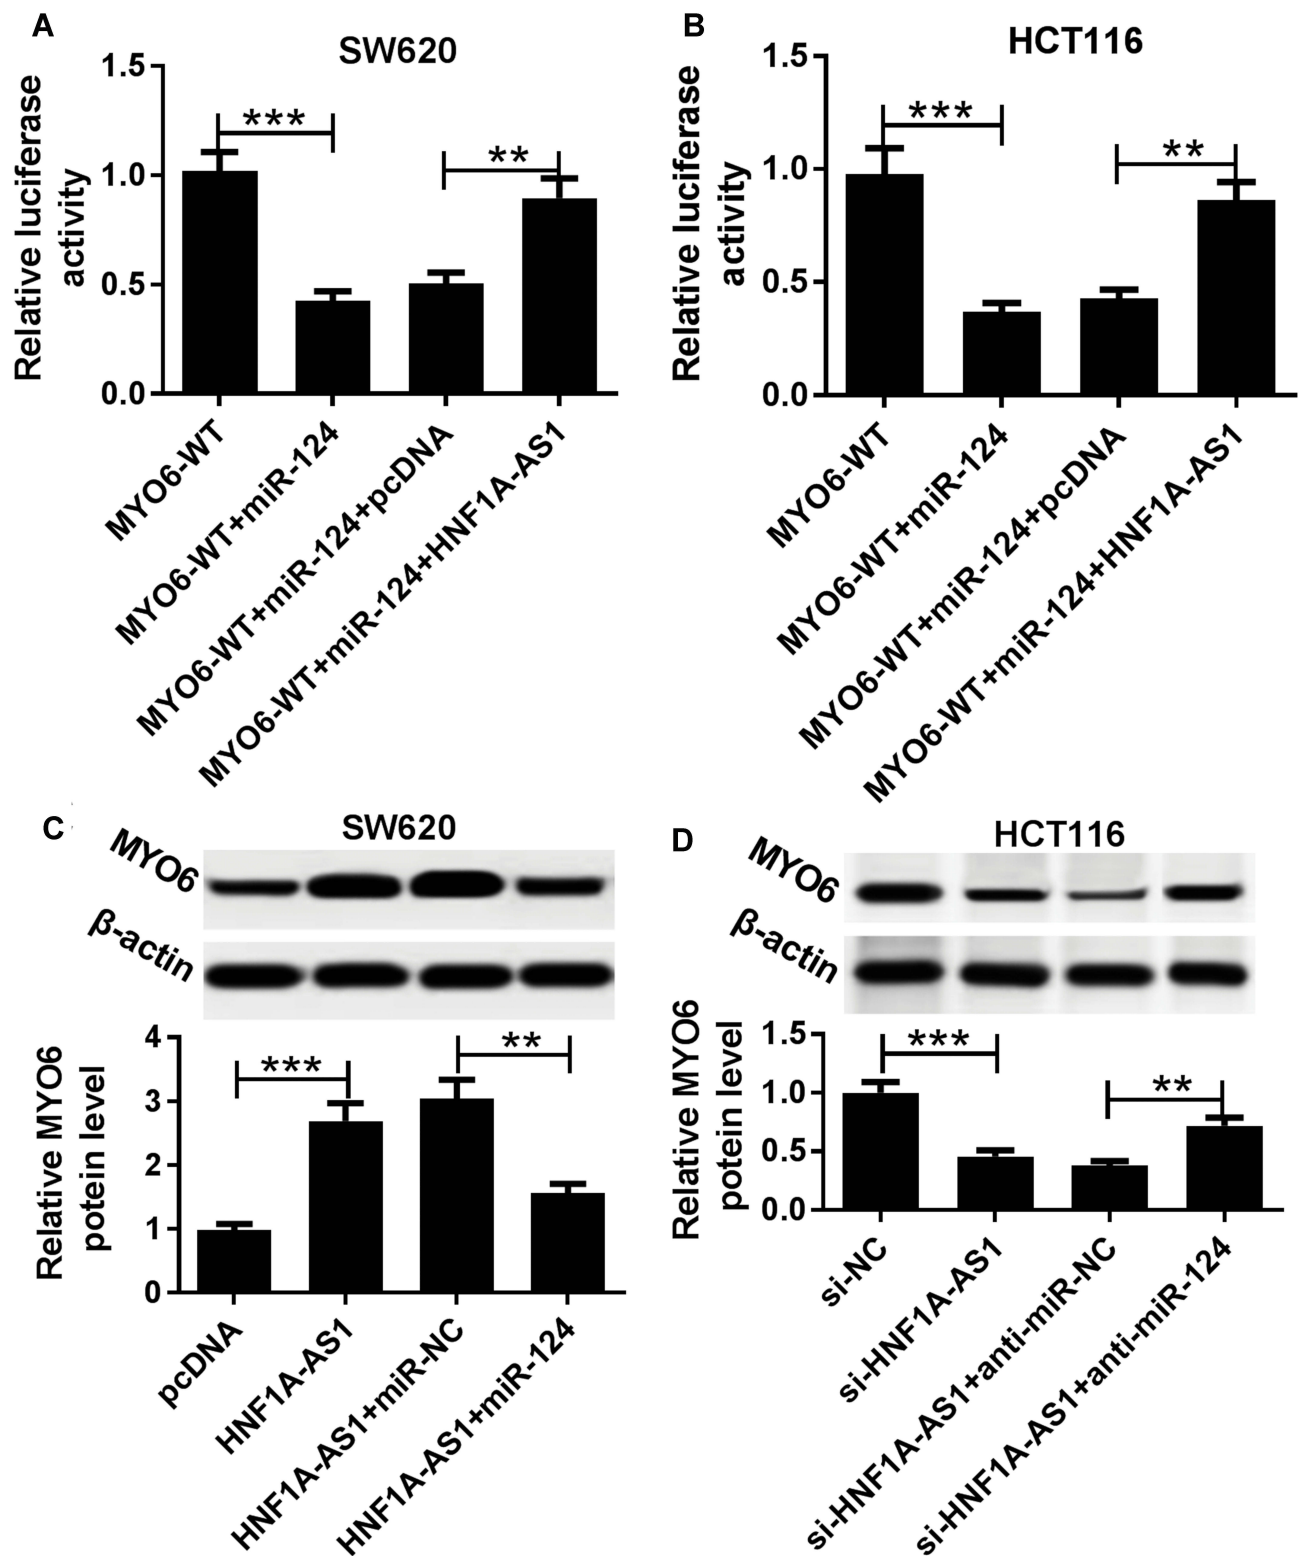 A
SW620
Relative luciferase
activity
1.5
1.0
0.5
0.0
***
**
MYO6-WT
MYO6-WT+miR-124
MYO6-WT+miR-124+pcDNA
MYO6-WT+miR-124+HNF1A-AS1
B
HCT116
Relative luciferase
activity
1.5
1.0
0.5
0.0
***
**
MYO6-WT
MYO6-WT+miR-124
MYO6-WT+miR-124+pcDNA
MYO6-WT+miR-124+HNF1A-AS1
C
SW620
MYO6
β-actin
Relative MYO6
potein level
4
3
2
1
0
***
**
pcDNA
HNF1A-AS1
HNF1A-AS1+miR-NC
HNF1A-AS1+miR-124
D
HCT116
MYO6
β-actin
Relative MYO6
potein level
1.5
1.0
0.5
0.0
***
**
si-NC
si-HNF1A-AS1
si-HNF1A-AS1+anti-miR-NC
si-HNF1A-AS1+anti-miR-124